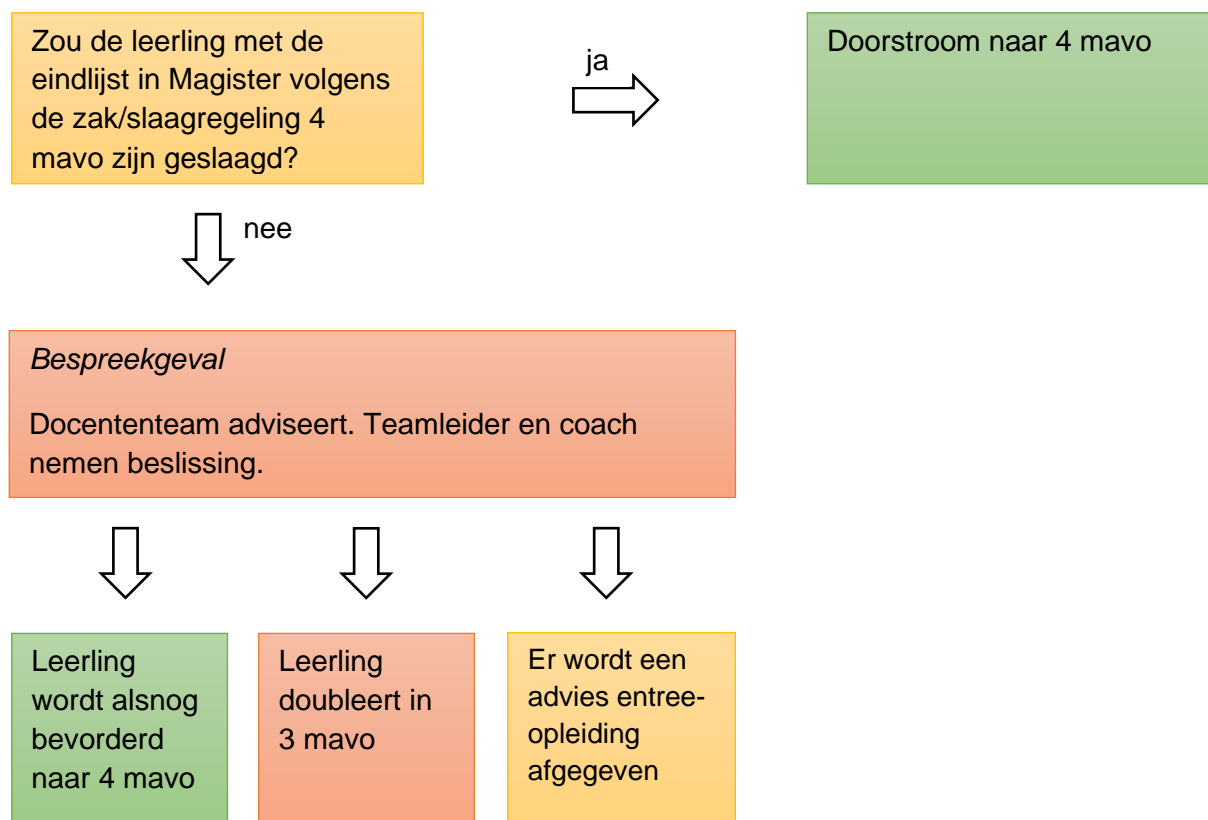 Zou de leerling met de
eindlijst in Magister volgens
de zak/slaagregeling 4
mavo zijn geslaagd?
ja
Doorstroom naar 4 mavo
nee
Bespreekgeval
Docententeam adviseert. Teamleider en coach
nemen beslissing.
Leerling
wordt alsnog
bevorderd
naar 4 mavo
Leerling
doubleert in
3 mavo
Er wordt een
advies entree-
opleiding
afgegeven